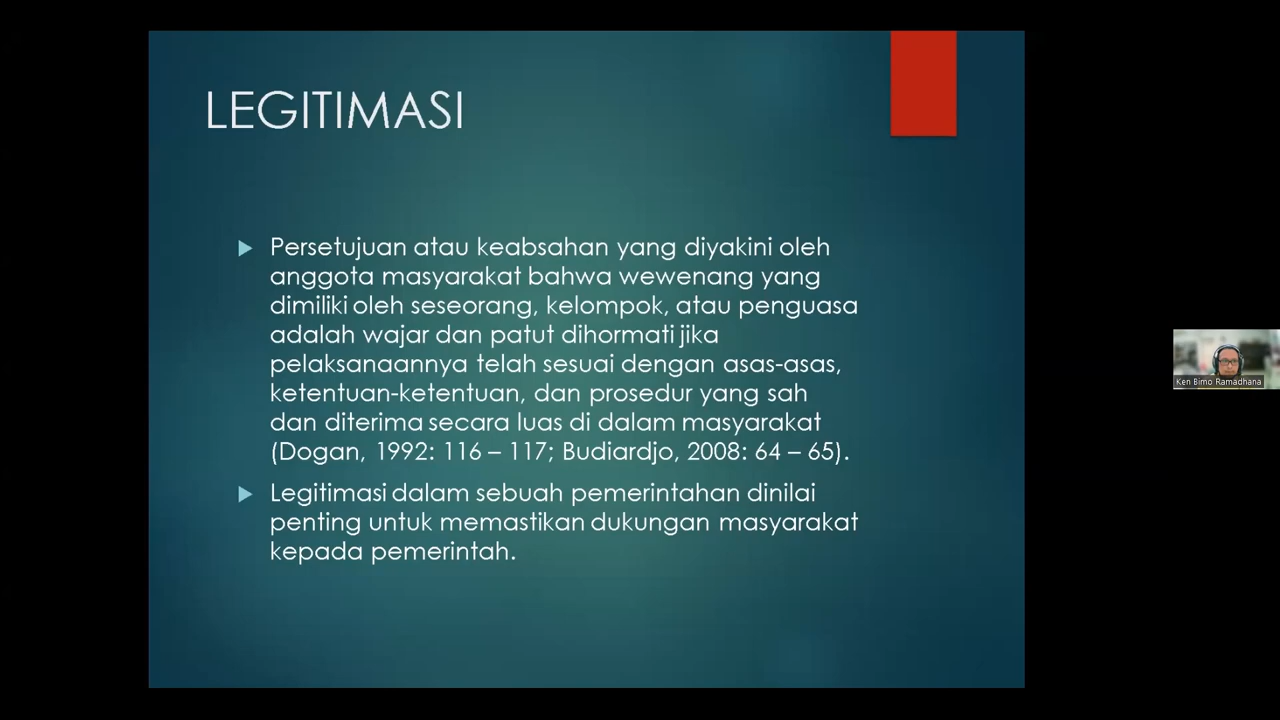 LEGITIMASI
Persetujuan atau keabsahan yang diyakini oleh
anggota masyarakat bahwa wewenang yang
dimiliki oleh seseorang, kelompok, atau penguasa
adalah wajar dan patut dihormati jika
pelaksanaannya telah sesuai dengan asas-asas,
ketentuan-ketentuan, dan prosedur yang sah
dan diterima secara luas di dalam masyarakat
(Dogan, 1992: 116 – 117; Budiardjo, 2008: 64 – 65).
Legitimasi dalam sebuah pemerintahan dinilai
penting untuk memastikan dukungan masyarakat
kepada pemerintah.
Ken Bimo Ramadhana